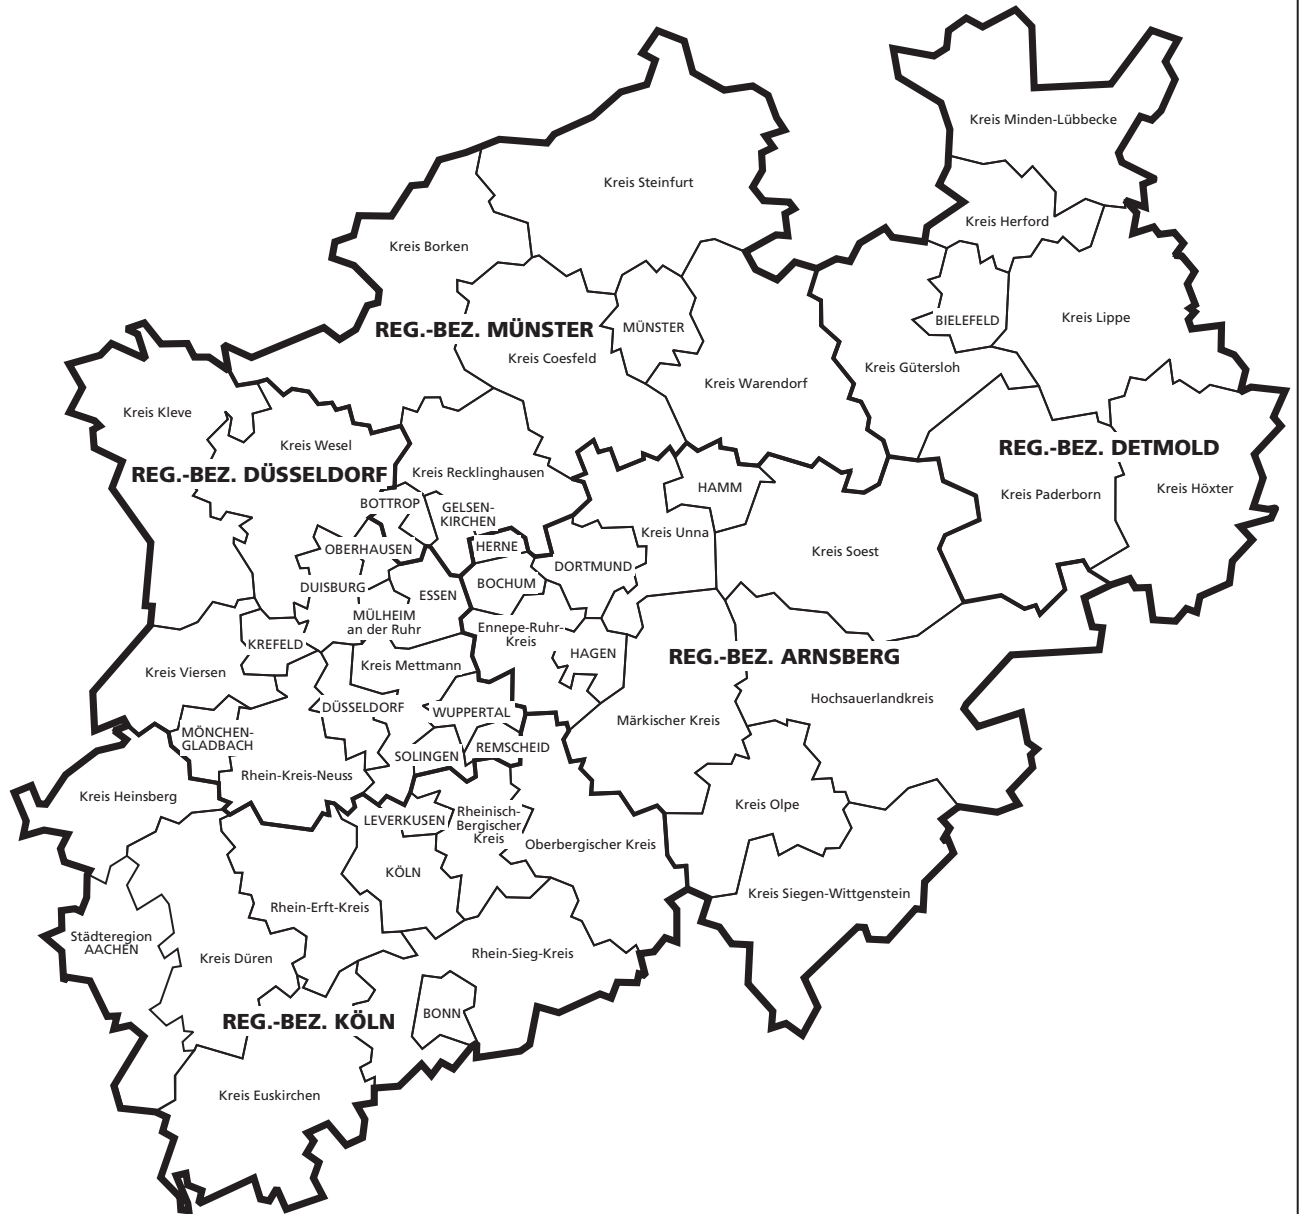 Kreis Minden-Lübbecke
Kreis Steinfurt
Kreis Herford
Kreis Borken
Kreis Lippe
BIELEFELD
MÜNSTER
REG.-BEZ. MÜNSTER
Kreis Coesfeld
Kreis Gütersloh
Kreis Warendorf
Kreis Kleve
Kreis Wesel
REG.-BEZ. DETMOLD
REG.-BEZ. DÜSSELDORF
Kreis Recklinghausen
HAMM
Kreis Paderborn
Kreis Höxter
BOTTROP
GELSEN-
KIRCHEN
Kreis Unna
HERNE
OBERHAUSEN
Kreis Soest
DORTMUND
DUISBURG
ESSEN
BOCHUM
MÜLHEIM
an der Ruhr
Ennepe-Ruhr-
Kreis
KREFELD
HAGEN
REG.-BEZ. ARNSBERG
Kreis Viersen
Kreis Mettmann
Hochsauerlandkreis
DÜSSELDORF
WUPPERTAL
Märkischer Kreis
MÖNCHEN-
GLADBACH
SOLINGEN
REMSCHEID
Rhein-Kreis-Neuss
Kreis Heinsberg
Kreis Olpe
LEVERKUSEN
Rheinisch-
Bergischer
Kreis
Oberbergischer Kreis
KÖLN
Kreis Siegen-Wittgenstein
Rhein-Erft-Kreis
Städteregion
AACHEN
Kreis Düren
Rhein-Sieg-Kreis
BONN
REG.-BEZ. KÖLN
Kreis Euskirchen